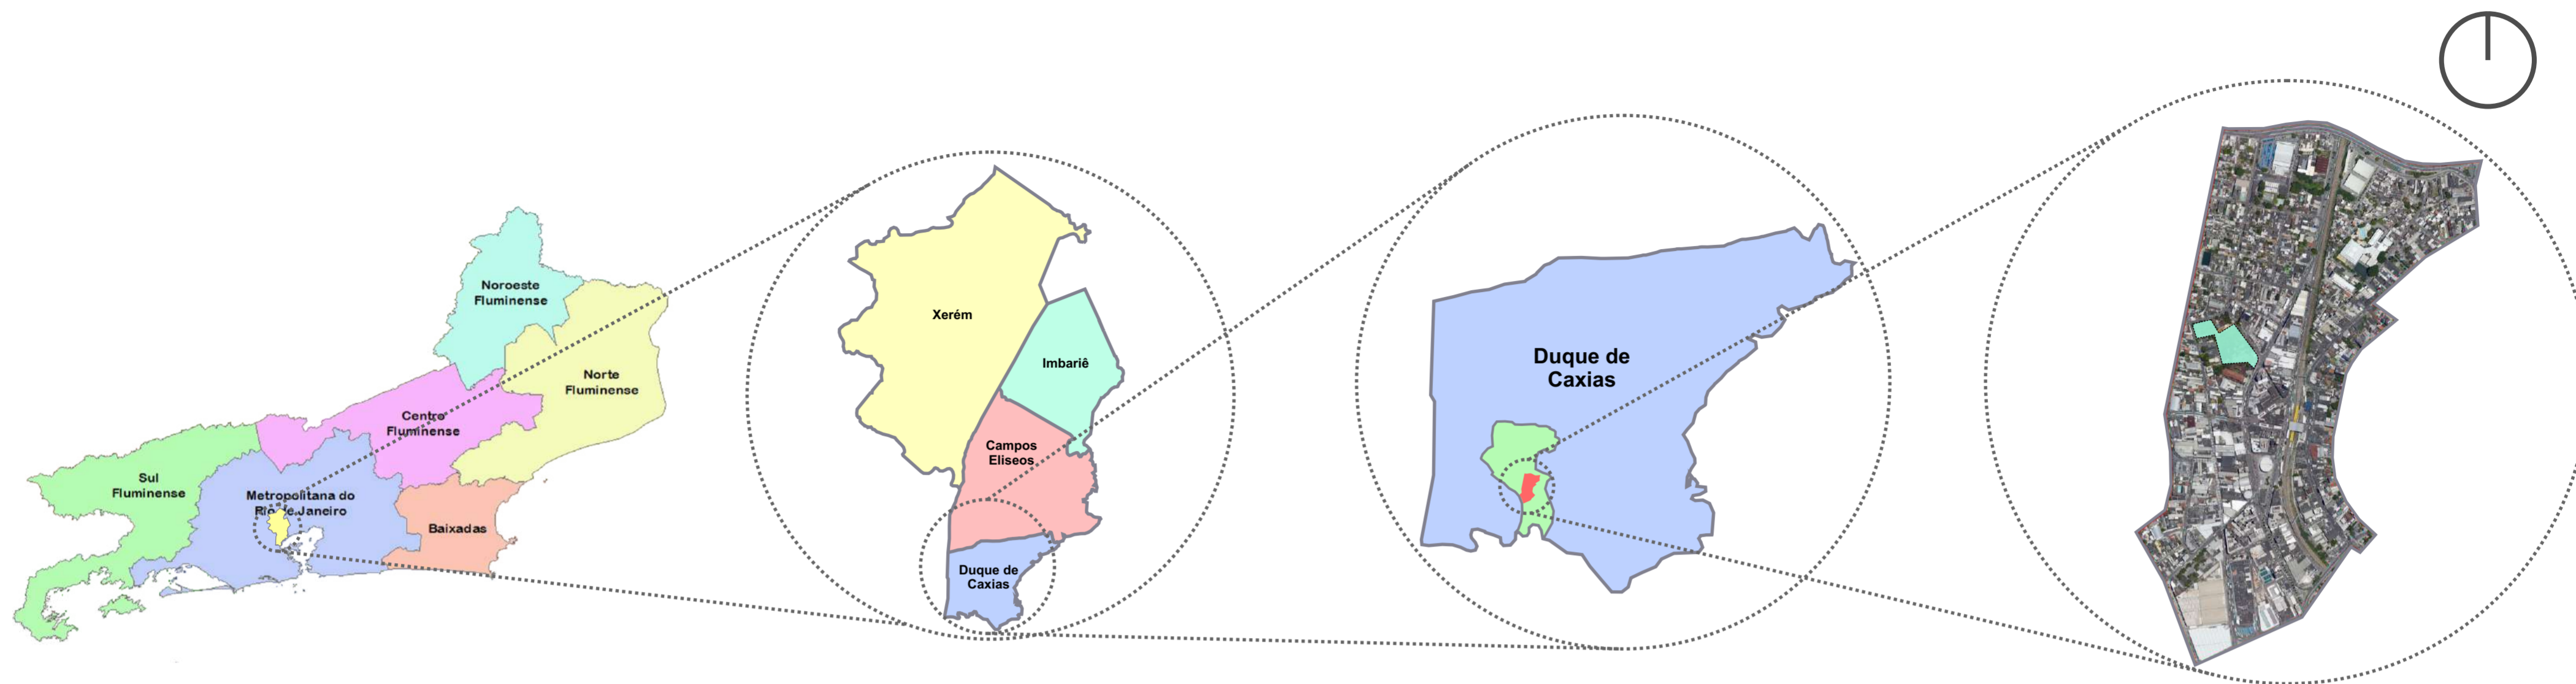 Noroeste
Fluminense
Norte
Fluminense
Centro
Fluminense
Sul
Fluminense
Metropolitana do
Rio de Janeiro
Baixadas
Xerém
Imbariê
Campos
Eliseos
Duque de
Caxias
Duque de
Caxias